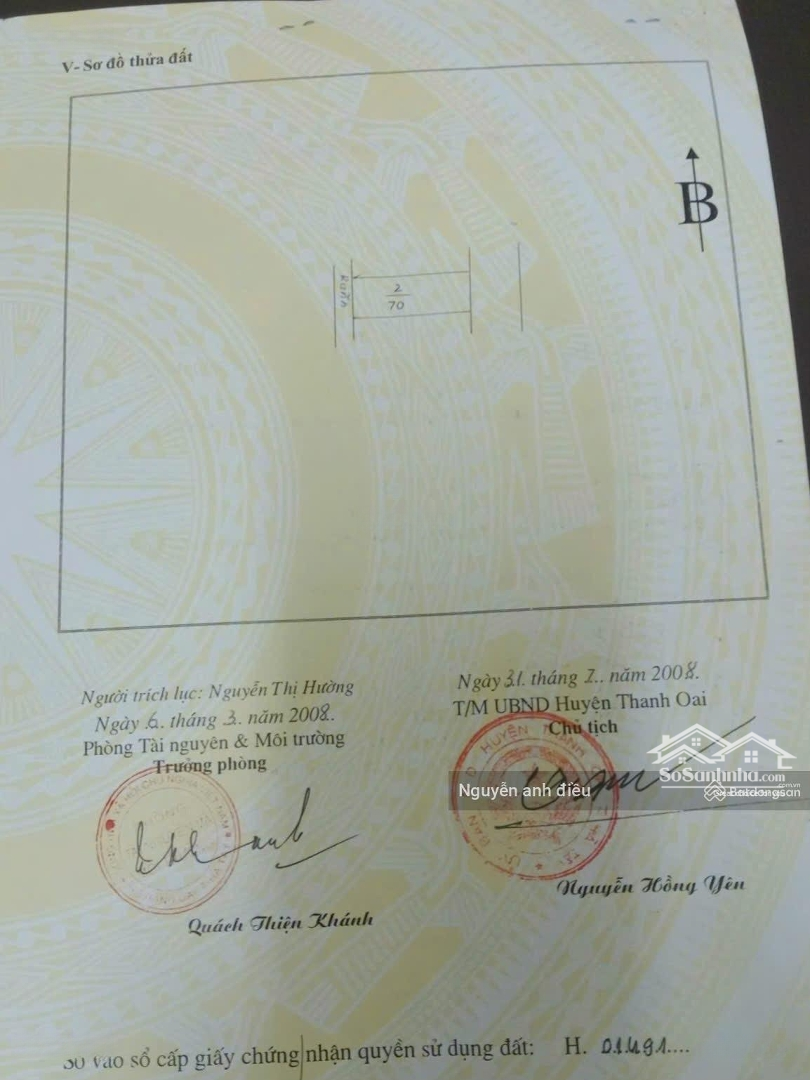 V- Sơ đồ thửa đất
B
2
70
Người trích lục: Nguyễn Thị Hường
Ngày 6. tháng 3. năm 2008.
Phòng Tài nguyên & Môi trường
Trưởng phòng
Quách Thiện Khánh
Ngày 31. tháng .. năm 2008.
T/M UBND Huyện Thanh Oai
Chủ tịch
HUYỆN THANH
Nguyễn anh điều
SoSanhnha.com
Batdongsan
Nguyễn Hồng Yên
vào sổ cấp giấy chứng nhận quyền sử dụng đất: H. 01491....